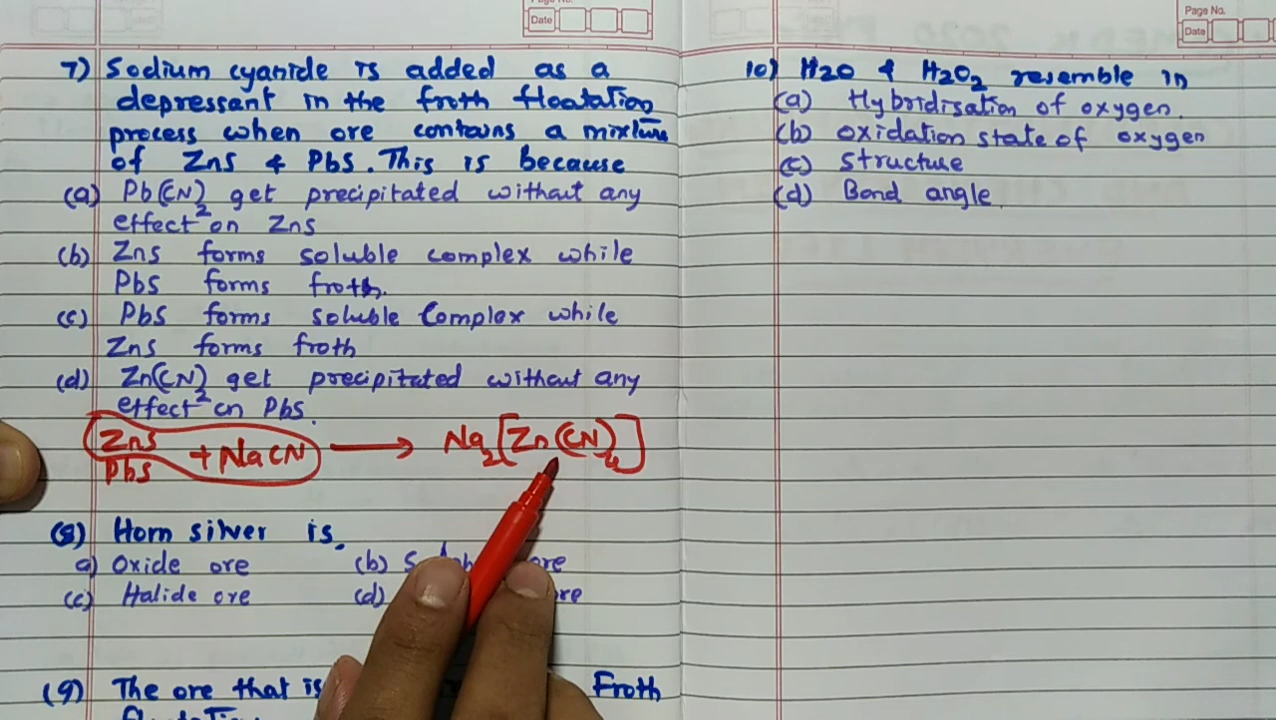 Date
7) Sodium cyanide is added as a
depressant in the froth floatation
process when ore contains a mixture
of ZnS & PbS. This is because
(a) Pb(CN)2 get precipitated without any
effect on ZnS
(b) ZnS forms soluble complex while
PbS forms froth.
(c) PbS forms soluble Complex while
ZnS forms froth
(d) Zn(CN)2 get precipitated without any
effect on PbS.
ZnS
PbS + NaCN → Na2[Zn(CN)4]
(8) Horn silver is.
a) Oxide ore (b) ore
(c) Halide ore (d) ore
(9) The ore that is Froth
Page No.
Date
10) H2O & H2O2 resemble in
(a) Hybridisation of oxygen.
(b) oxidation state of oxygen
(c) Structure
(d) Bond angle.